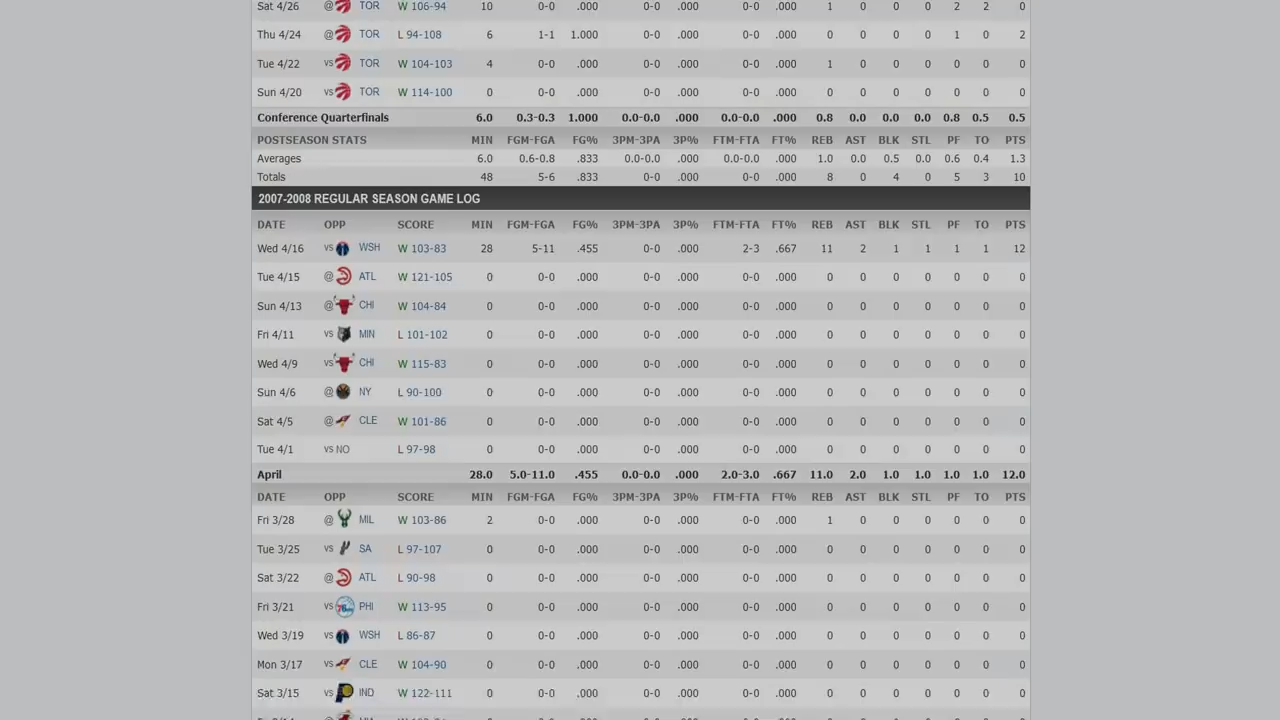 Sat 4/26 @ TOR W 106-94 10 0-0 .000 0-0 .000 0-0 .000 1 0 0 0 2 2 0
Thu 4/24 @ TOR L 94-108 6 1-1 1.000 0-0 .000 0-0 .000 0 0 0 0 1 0 2
Tue 4/22 vs TOR W 104-103 4 0-0 .000 0-0 .000 0-0 .000 1 0 0 0 0 0 0
Sun 4/20 vs TOR W 114-100 0 0-0 .000 0-0 .000 0-0 .000 0 0 0 0 0 0 0
Conference Quarterfinals 6.0 0.3-0.3 1.000 0.0-0.0 .000 0.0-0.0 .000 0.8 0.0 0.0 0.0 0.8 0.5 0.5
POSTSEASON STATS MIN FGM-FGA FG% 3PM-3PA 3P% FTM-FTA FT% REB AST BLK STL PF TO PTS
Averages 6.0 0.6-0.8 .833 0.0-0.0 .000 0.0-0.0 .000 1.0 0.0 0.5 0.0 0.6 0.4 1.3
Totals 48 5-6 .833 0-0 .000 0-0 .000 8 0 4 0 5 3 10
2007-2008 REGULAR SEASON GAME LOG
DATE OPP SCORE MIN FGM-FGA FG% 3PM-3PA 3P% FTM-FTA FT% REB AST BLK STL PF TO PTS
Wed 4/16 vs WSH W 103-83 28 5-11 .455 0-0 .000 2-3 .667 11 2 1 1 1 1 12
Tue 4/15 @ ATL W 121-105 0 0-0 .000 0-0 .000 0-0 .000 0 0 0 0 0 0 0
Sun 4/13 @ CHI W 104-84 0 0-0 .000 0-0 .000 0-0 .000 0 0 0 0 0 0 0
Fri 4/11 vs MIN L 101-102 0 0-0 .000 0-0 .000 0-0 .000 0 0 0 0 0 0 0
Wed 4/9 vs CHI W 115-83 0 0-0 .000 0-0 .000 0-0 .000 0 0 0 0 0 0 0
Sun 4/6 @ NY L 90-100 0 0-0 .000 0-0 .000 0-0 .000 0 0 0 0 0 0 0
Sat 4/5 @ CLE W 101-86 0 0-0 .000 0-0 .000 0-0 .000 0 0 0 0 0 0 0
Tue 4/1 vs NO L 97-98 0 0-0 .000 0-0 .000 0-0 .000 0 0 0 0 0 0 0
April 28.0 5.0-11.0 .455 0.0-0.0 .000 2.0-3.0 .667 11.0 2.0 1.0 1.0 1.0 1.0 12.0
DATE OPP SCORE MIN FGM-FGA FG% 3PM-3PA 3P% FTM-FTA FT% REB AST BLK STL PF TO PTS
Fri 3/28 @ MIL W 103-86 2 0-0 .000 0-0 .000 0-0 .000 1 0 0 0 0 0 0
Tue 3/25 vs SA L 97-107 0 0-0 .000 0-0 .000 0-0 .000 0 0 0 0 0 0 0
Sat 3/22 @ ATL L 90-98 0 0-0 .000 0-0 .000 0-0 .000 0 0 0 0 0 0 0
Fri 3/21 vs PHI W 113-95 0 0-0 .000 0-0 .000 0-0 .000 0 0 0 0 0 0 0
Wed 3/19 vs WSH L 86-87 0 0-0 .000 0-0 .000 0-0 .000 0 0 0 0 0 0 0
Mon 3/17 vs CLE W 104-90 0 0-0 .000 0-0 .000 0-0 .000 0 0 0 0 0 0 0
Sat 3/15 vs IND W 122-111 0 0-0 .000 0-0 .000 0-0 .000 0 0 0 0 0 0 0